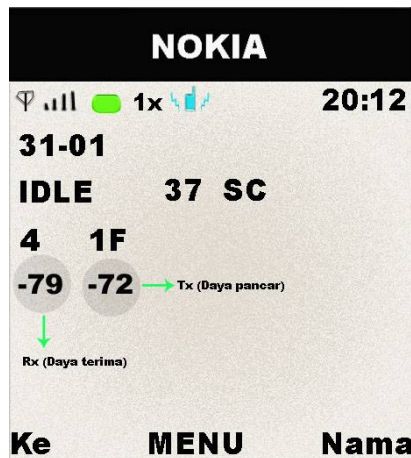 NOKIA
1x 20:12
31-01
IDLE 37 SC
4 1F
-79 -72 Tx (Daya pancar)
Rx (Daya terima)
Ke MENU Nama